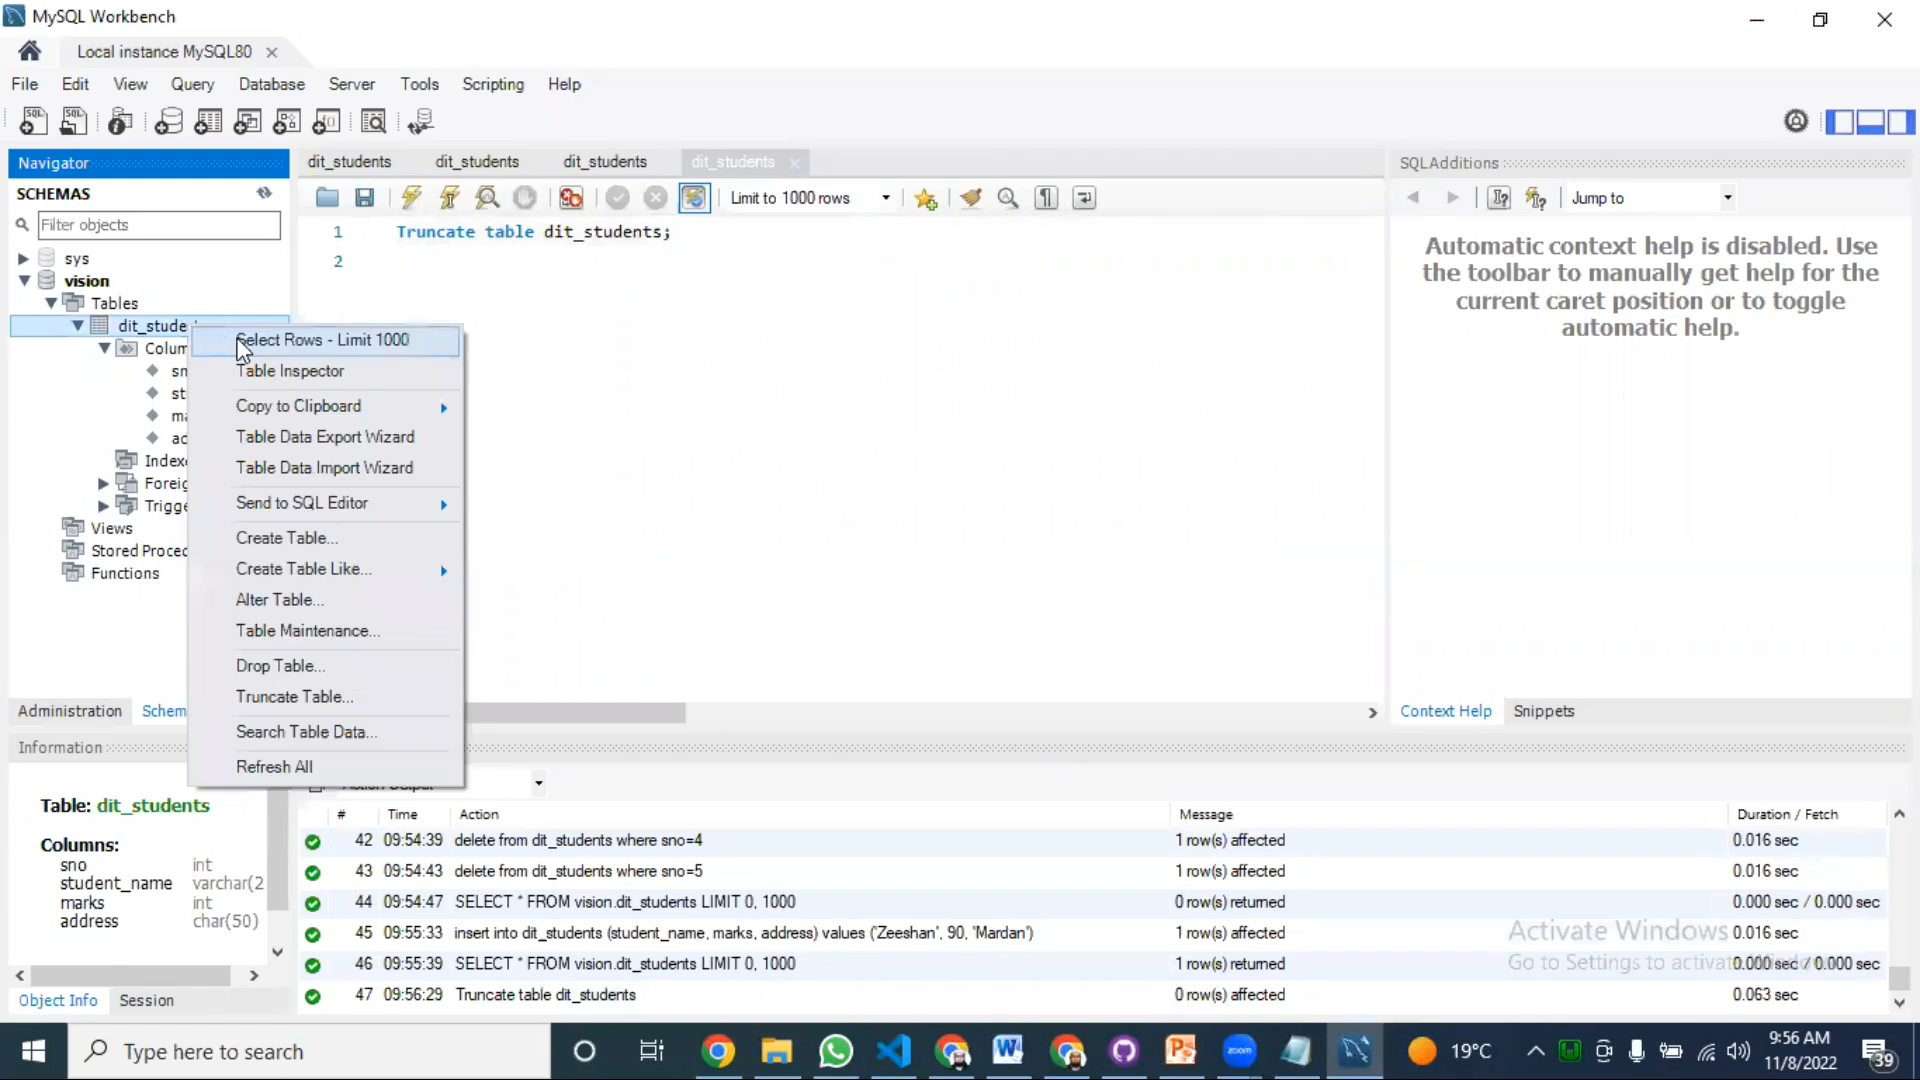 MySQL Workbench
Local instance MySQL80
File Edit View Query Database Server Tools Scripting Help
Navigator
SCHEMAS
Filter objects
sys
vision
Tables
dit_studen
Colum
sn
st
ma
ad
Index
Foreig
Trigge
Views
Stored Proced
Functions
Administration Schem
dit_students dit_students dit_students dit_students
Limit to 1000 rows
1 Truncate table dit_students;
2
Select Rows - Limit 1000
Table Inspector
Copy to Clipboard
Table Data Export Wizard
Table Data Import Wizard
Send to SQL Editor
Create Table...
Create Table Like...
Alter Table...
Table Maintenance...
Drop Table...
Truncate Table...
Search Table Data...
Refresh All
SQLAdditions
Jump to
Automatic context help is disabled. Use
the toolbar to manually get help for the
current caret position or to toggle
automatic help.
Context Help Snippets
Information
Table: dit_students
Columns:
sno int
student_name varchar(2
marks int
address char(50)
Object Info Session
# Time Action Message Duration / Fetch
42 09:54:39 delete from dit_students where sno=4 1 row(s) affected 0.016 sec
43 09:54:43 delete from dit_students where sno=5 1 row(s) affected 0.016 sec
44 09:54:47 SELECT * FROM vision.dit_students LIMIT 0, 1000 0 row(s) returned 0.000 sec / 0.000 sec
45 09:55:33 insert into dit_students (student_name, marks, address) values ('Zeeshan', 90, 'Mardan') 1 row(s) affected 0.016 sec
46 09:55:39 SELECT * FROM vision.dit_students LIMIT 0, 1000 1 row(s) returned 0.000 sec / 0.000 sec
47 09:56:29 Truncate table dit_students 0 row(s) affected 0.063 sec
Activate Windows
Go to Settings to activate
Type here to search
zoom
19°C
9:56 AM
11/8/2022
39